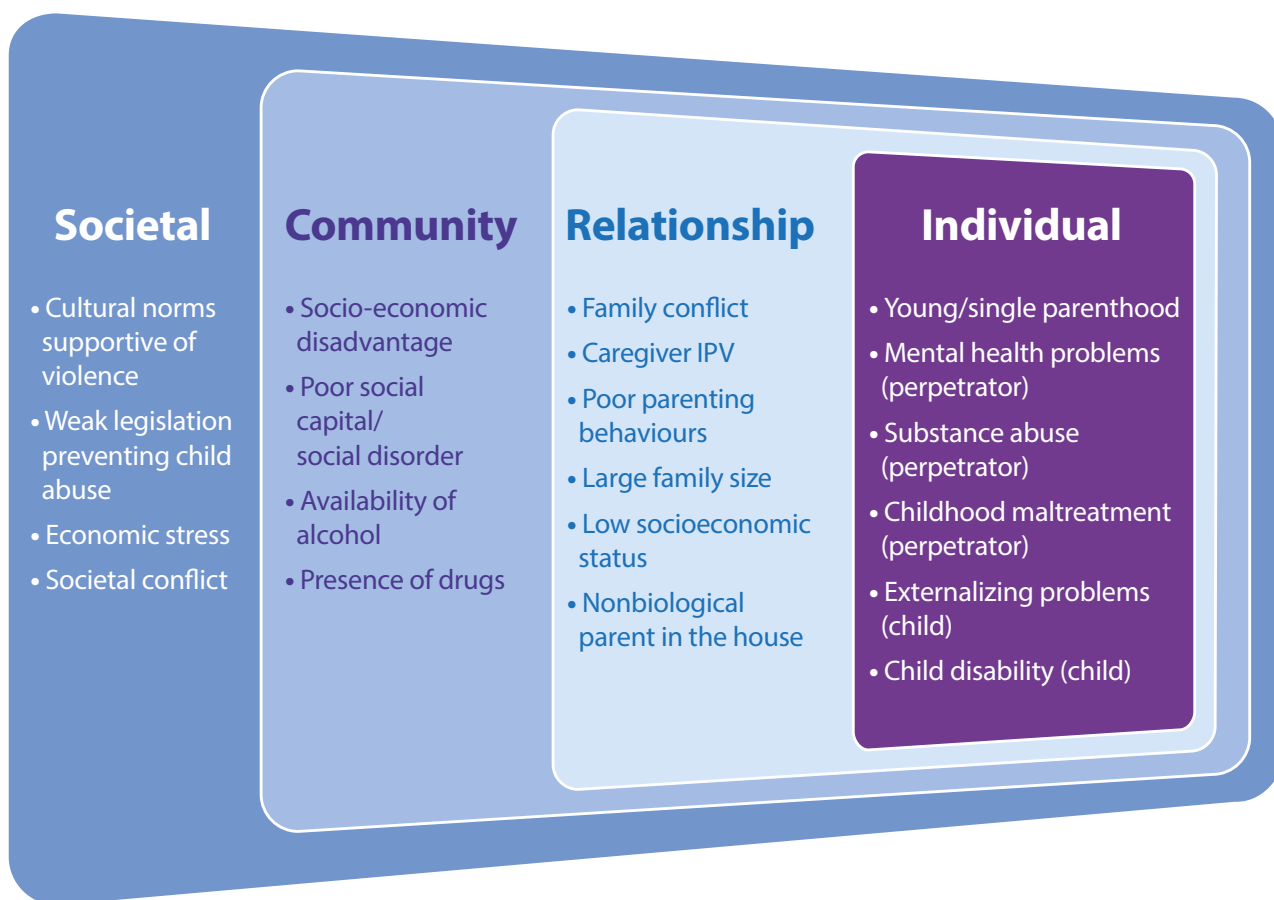 Societal
• Cultural norms
supportive of
violence
• Weak legislation
preventing child
abuse
• Economic stress
• Societal conflict
Community
• Socio-economic
disadvantage
• Poor social
capital/
social disorder
• Availability of
alcohol
• Presence of drugs
Relationship
• Family conflict
• Caregiver IPV
• Poor parenting
behaviours
• Large family size
• Low socioeconomic
status
• Nonbiological
parent in the house
Individual
• Young/single parenthood
• Mental health problems
(perpetrator)
• Substance abuse
(perpetrator)
• Childhood maltreatment
(perpetrator)
• Externalizing problems
(child)
• Child disability (child)